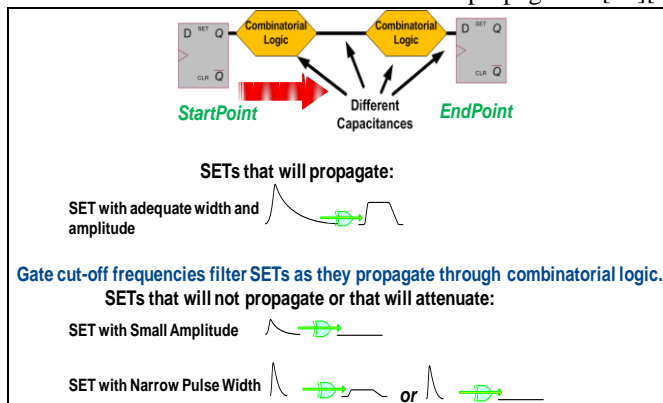 Combinatorial Logic
Combinatorial Logic
D SET Q
CLR Q
D SET Q
CLR Q
StartPoint
Different Capacitances
EndPoint
SETs that will propagate:
SET with adequate width and
amplitude
Gate cut-off frequencies filter SETs as they propagate through combinatorial logic.
SETs that will not propagate or that will attenuate:
SET with Small Amplitude
SET with Narrow Pulse Width
or